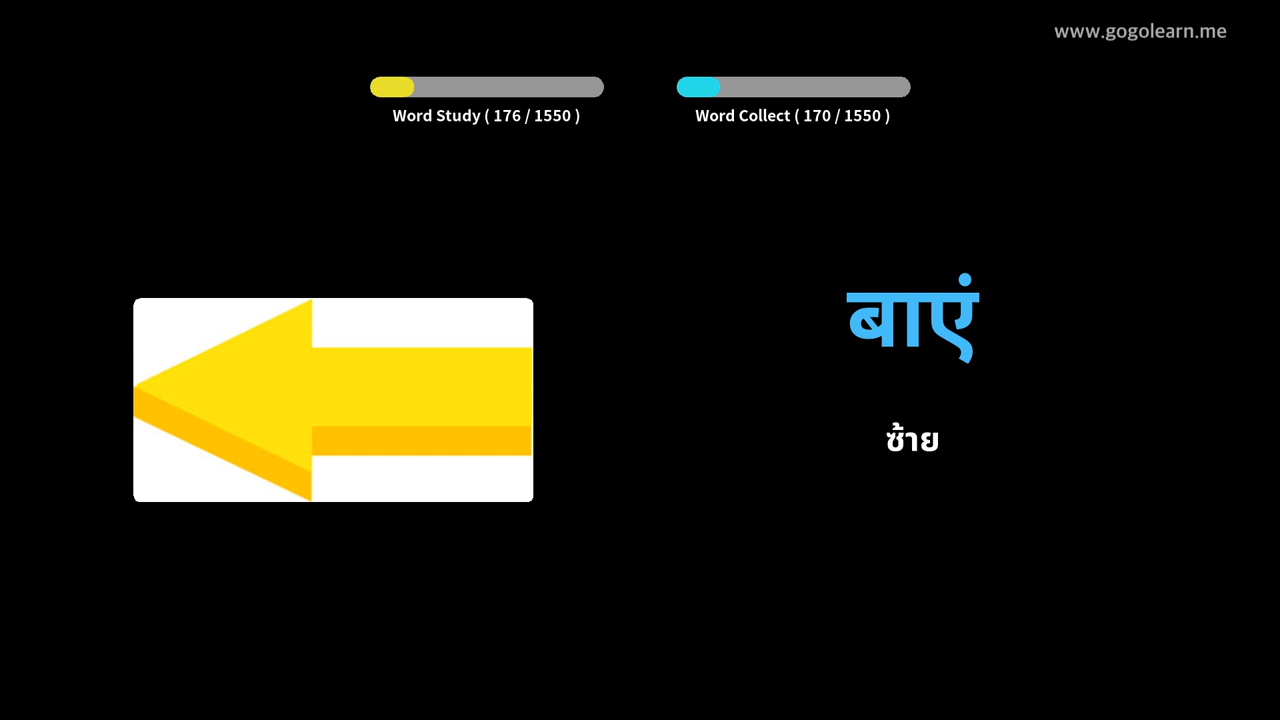 www.gogolearn.me
Word Study ( 176 / 1550 )
Word Collect ( 170 / 1550 )
बाएं
ซ้าย